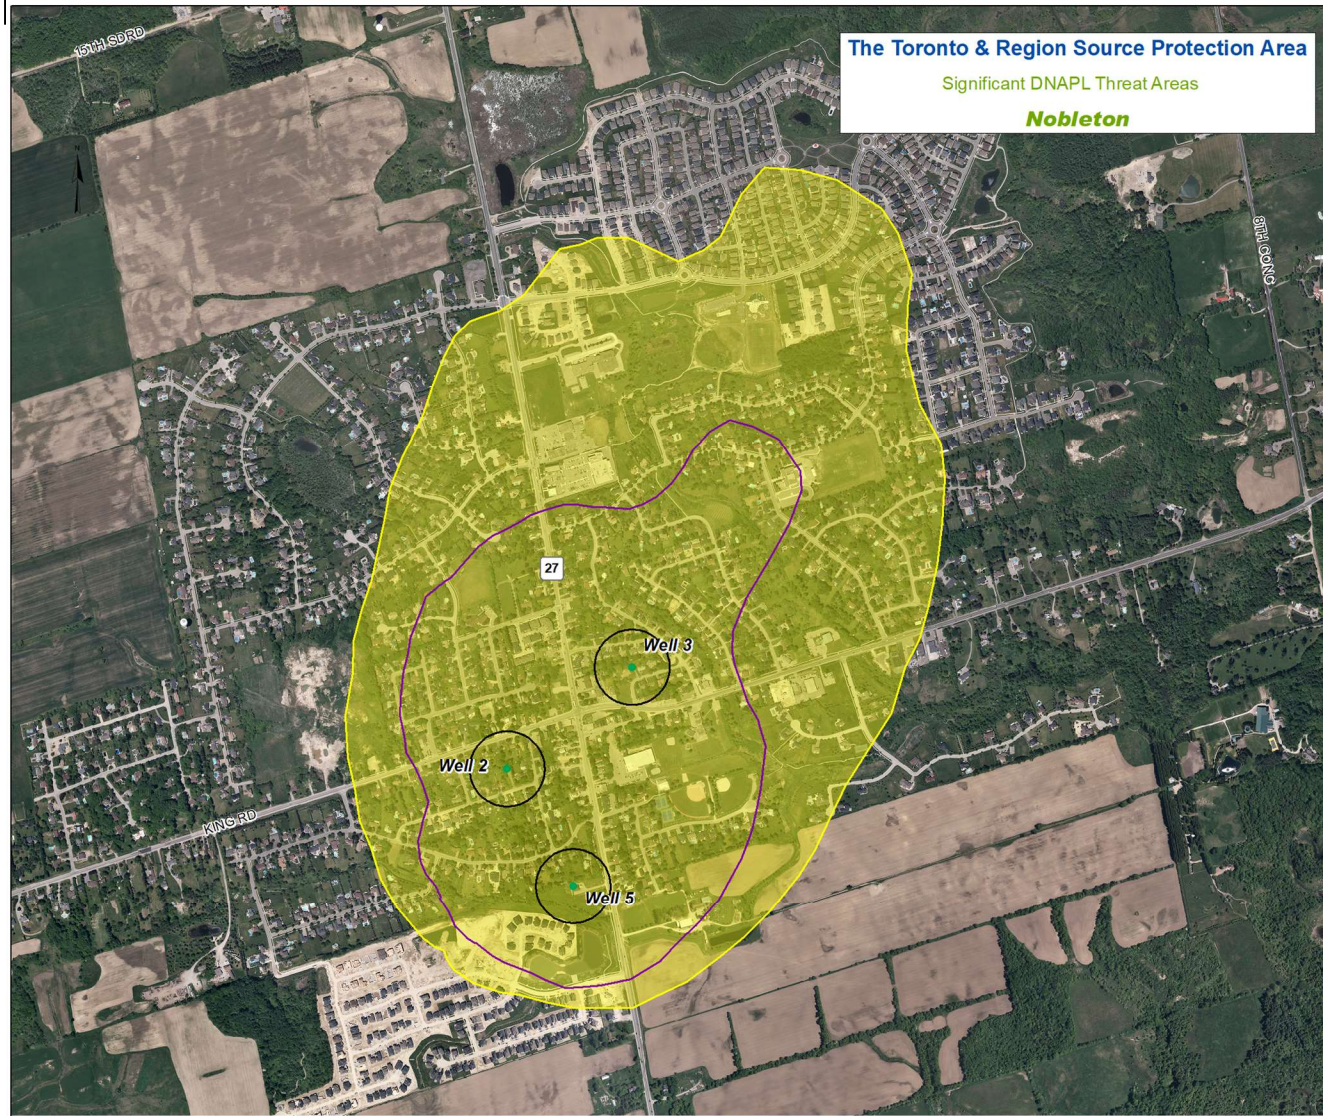 The Toronto & Region Source Protection Area
Significant DNAPL Threat Areas
Nobleton
15TH SDRD
N
8TH CONC
27
Well 3
Well 2
KING RD
Well 5